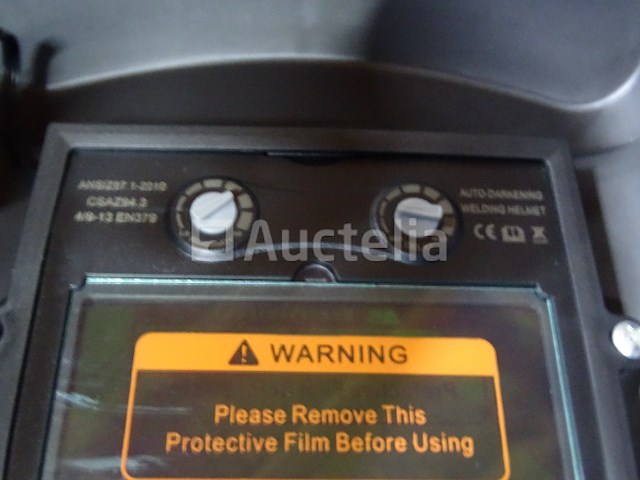 ANSIZ87.1-2010
CSAZ94.3
4/9-13 EN379
AUTO-DARKENING
WELDING HELMET
CE
Auctelia
WARNING
Please Remove This
Protective Film Before Using